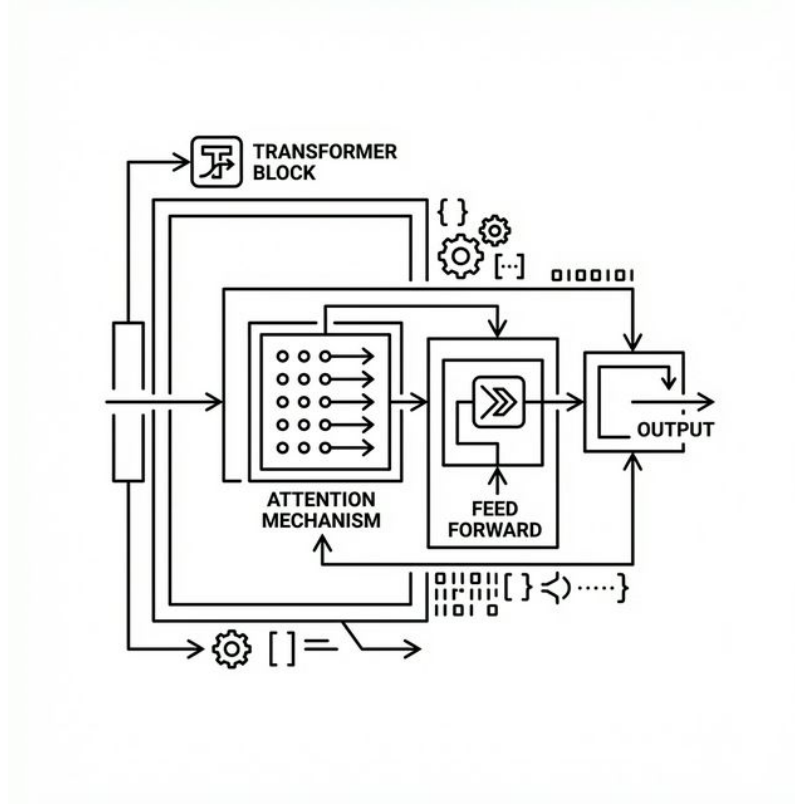 TRANSFORMER
BLOCK
{ }
[...]
0100101
ATTENTION
MECHANISM
FEED
FORWARD
OUTPUT
[ ]